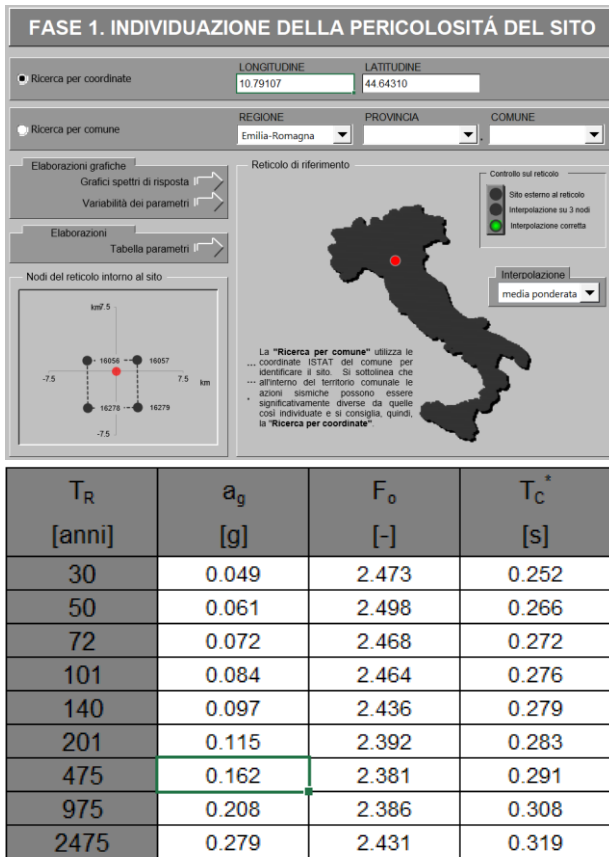 FASE 1. INDIVIDUAZIONE DELLA PERICOLOSITÁ DEL SITO
LONGITUDINE LATITUDINE
Ricerca per coordinate 10.79107 44.64310
REGIONE PROVINCIA COMUNE
Ricerca per comune Emilia-Romagna .
Elaborazioni grafiche
Grafici spettri di risposta
Variabilità dei parametri
Elaborazioni
Tabella parametri
Nodi del reticolo intorno al sito
km7.5
16056 16057
-7.5 7.5 km
16278 16279
-7.5
Reticolo di riferimento
Controllo sul reticolo
Sito esterno al reticolo
Interpolazione su 3 nodi
Interpolazione corretta
Interpolazione
media ponderata
La "Ricerca per comune" utilizza le
coordinate ISTAT del comune per
identificare il sito. Si sottolinea che
all'interno del territorio comunale le
azioni sismiche possono essere
significativamente diverse da quelle
così individuate e si consiglia, quindi,
la "Ricerca per coordinate".
T_R a_g F_o T_C^*
[anni] [g] [-] [s]
30 0.049 2.473 0.252
50 0.061 2.498 0.266
72 0.072 2.468 0.272
101 0.084 2.464 0.276
140 0.097 2.436 0.279
201 0.115 2.392 0.283
475 0.162 2.381 0.291
975 0.208 2.386 0.308
2475 0.279 2.431 0.319